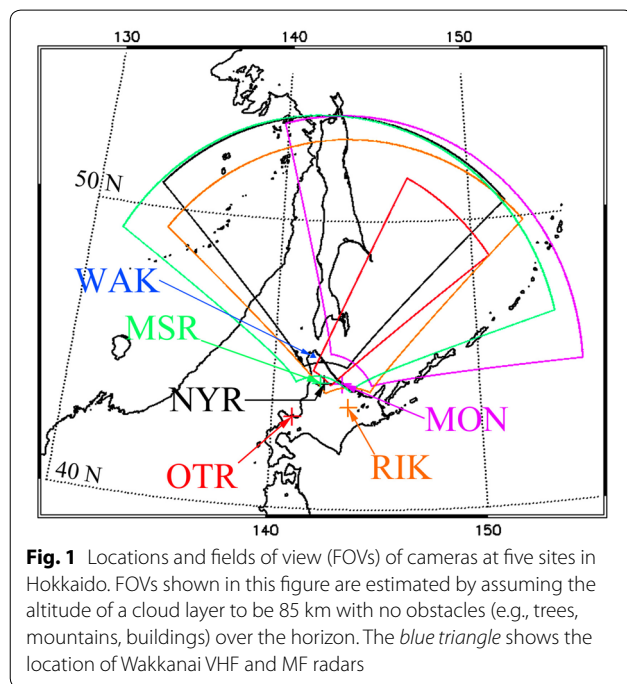 130 140 150
50 N
WAK
MSR
NYR
MON
OTR
RIK
40 N
140 150
Fig. 1 Locations and fields of view (FOVs) of cameras at five sites in
Hokkaido. FOVs shown in this figure are estimated by assuming the
altitude of a cloud layer to be 85 km with no obstacles (e.g., trees,
mountains, buildings) over the horizon. The blue triangle shows the
location of Wakkanai VHF and MF radars